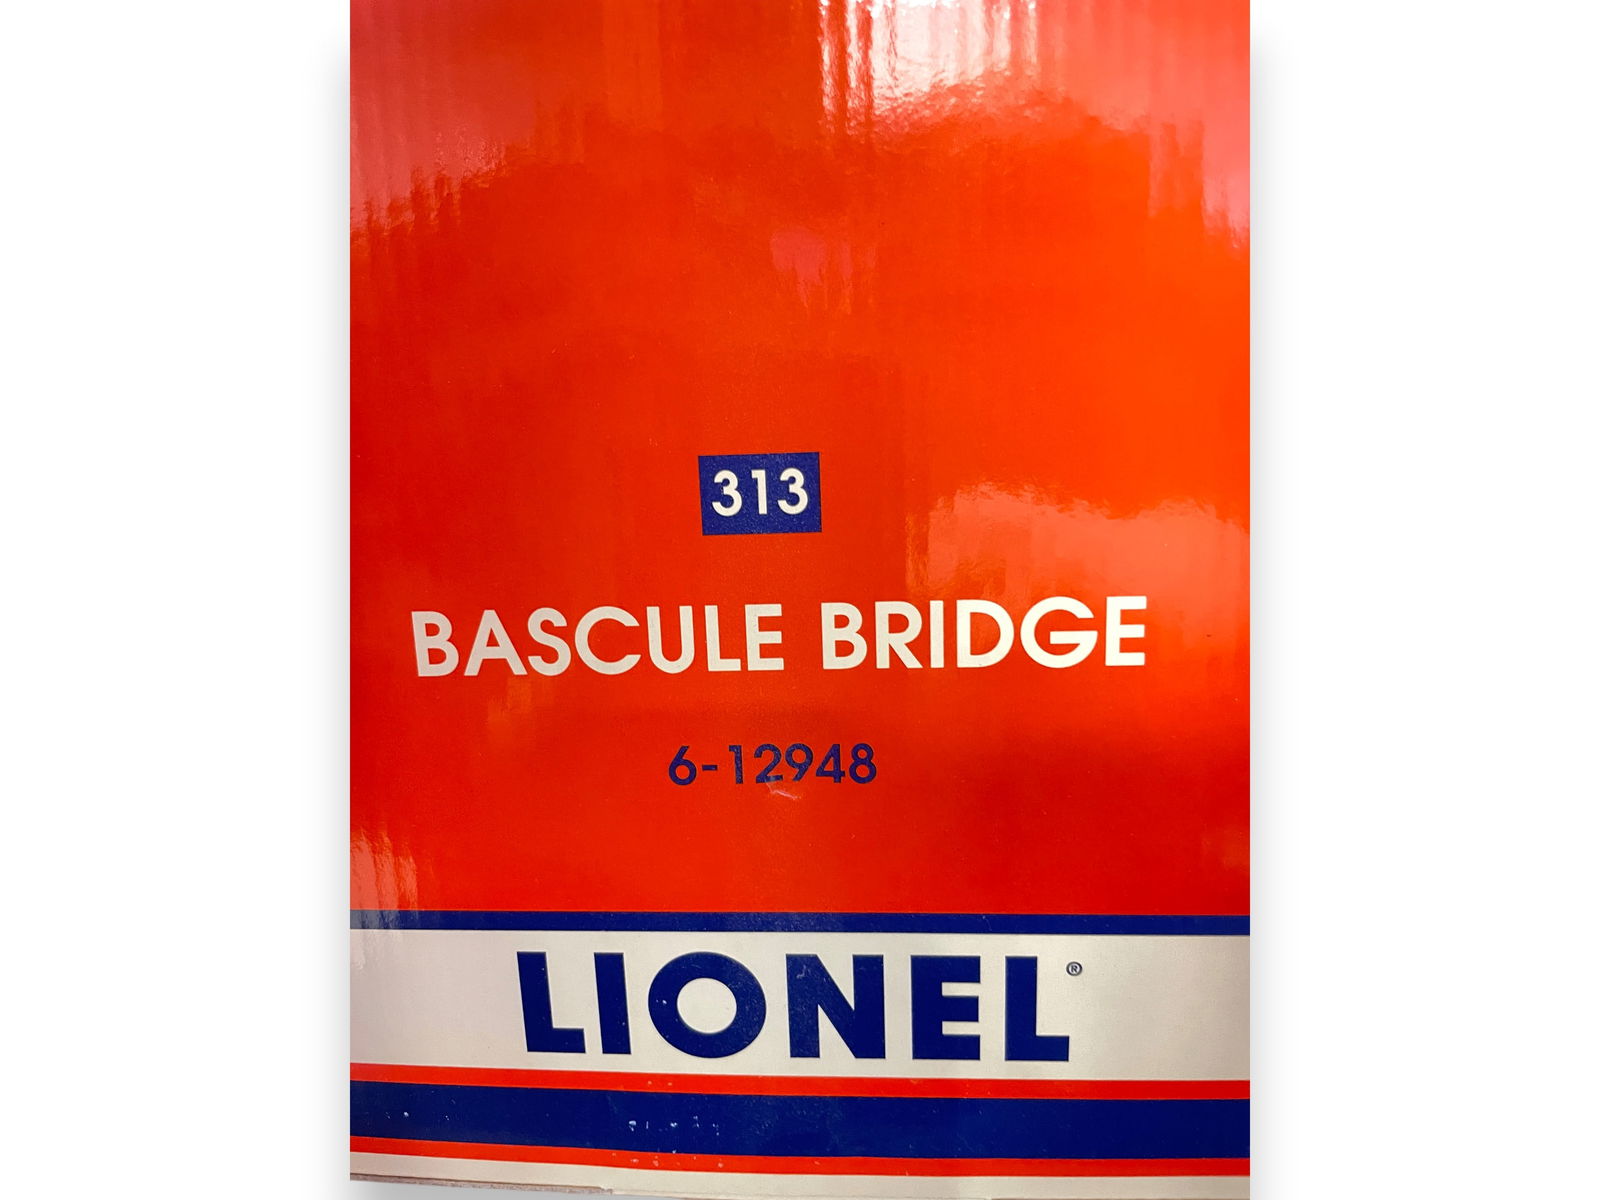 313
BASCULE BRIDGE
6-12948
LIONEL®